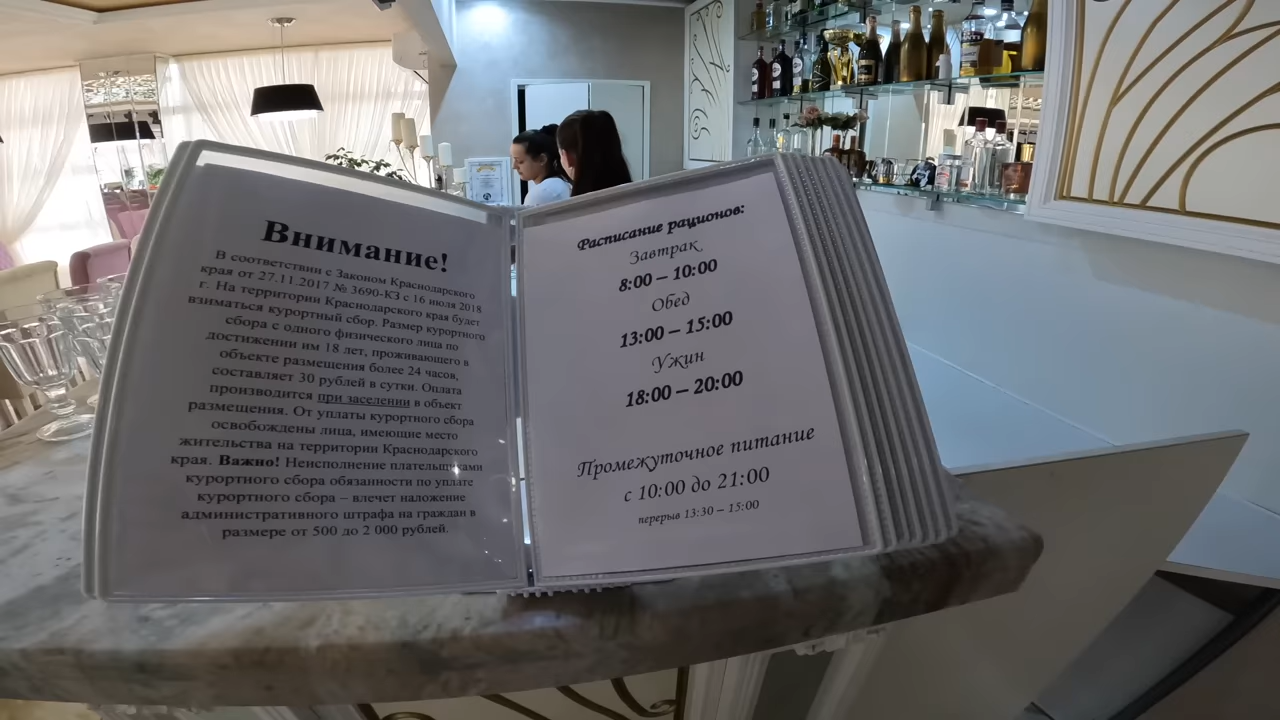 Внимание!
В соответствии с Законом Краснодарского
края от 27.11.2017 № 3690-КЗ с 16 июля 2018
г. На территории Краснодарского края будет
взиматься курортный сбор. Размер курортного
сбора с одного физического лица по
достижении им 18 лет, проживающего в
объекте размещения более 24 часов,
составляет 30 рублей в сутки. Оплата
производится при заселении в объект
размещения. От уплаты курортного сбора
освобождены лица, имеющие место
жительства на территории Краснодарского
края. Важно! Неисполнение плательщиками
курортного сбора обязанности по уплате
курортного сбора – влечет наложение
административного штрафа на граждан в
размере от 500 до 2 000 рублей.
Расписание рационов:
Завтрак
8:00 – 10:00
Обед
13:00 – 15:00
Ужин
18:00 – 20:00
Промежуточное питание
с 10:00 до 21:00
перерыв 13:30 – 15:00